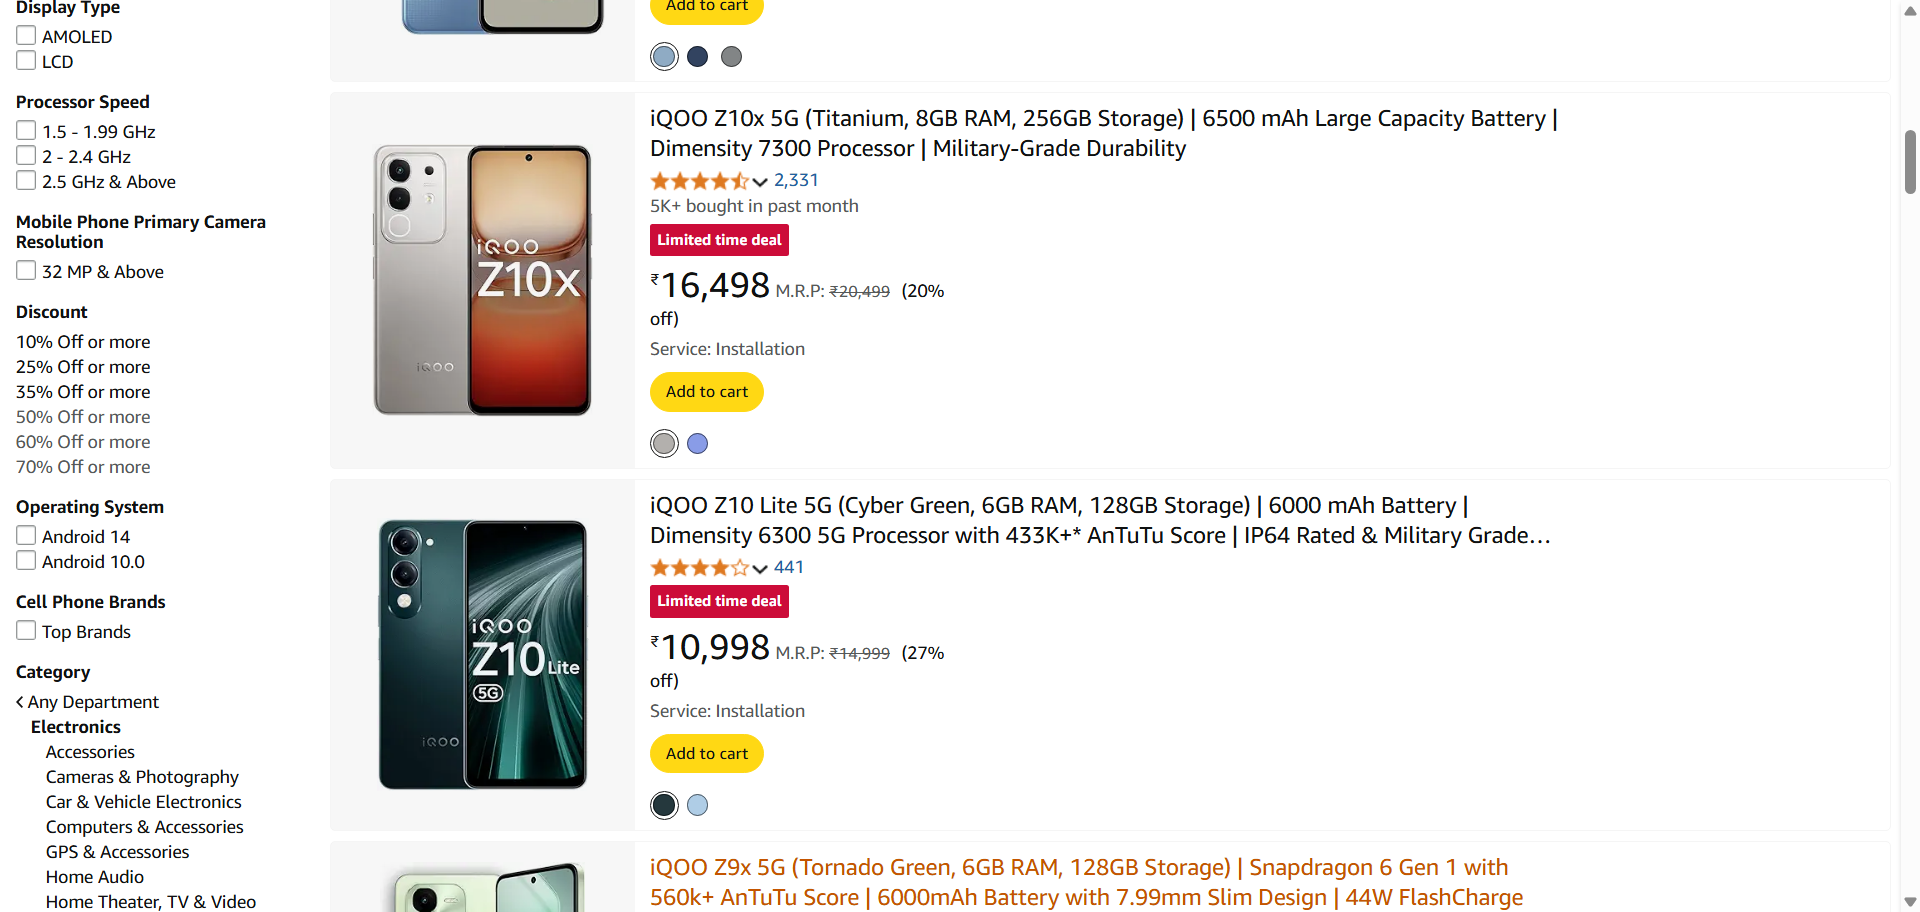 Display Type
AMOLED
LCD
Processor Speed
1.5 - 1.99 GHz
2 - 2.4 GHz
2.5 GHz & Above
Mobile Phone Primary Camera
Resolution
32 MP & Above
Discount
10% Off or more
25% Off or more
35% Off or more
50% Off or more
60% Off or more
70% Off or more
Operating System
Android 14
Android 10.0
Cell Phone Brands
Top Brands
Category
Any Department
Electronics
Accessories
Cameras & Photography
Car & Vehicle Electronics
Computers & Accessories
GPS & Accessories
Home Audio
Home Theater, TV & Video
Add to cart
iQOO
Z10x
iQOO
iQOO Z10x 5G (Titanium, 8GB RAM, 256GB Storage) | 6500 mAh Large Capacity Battery |
Dimensity 7300 Processor | Military-Grade Durability
2,331
5K+ bought in past month
Limited time deal
₹16,498 M.R.P: ₹20,499 (20%
off)
Service: Installation
Add to cart
iQOO
Z10 Lite
5G
iQOO
iQOO Z10 Lite 5G (Cyber Green, 6GB RAM, 128GB Storage) | 6000 mAh Battery |
Dimensity 6300 5G Processor with 433K+* AnTuTu Score | IP64 Rated & Military Grade…
441
Limited time deal
₹10,998 M.R.P: ₹14,999 (27%
off)
Service: Installation
Add to cart
iQOO Z9x 5G (Tornado Green, 6GB RAM, 128GB Storage) | Snapdragon 6 Gen 1 with
560k+ AnTuTu Score | 6000mAh Battery with 7.99mm Slim Design | 44W FlashCharge